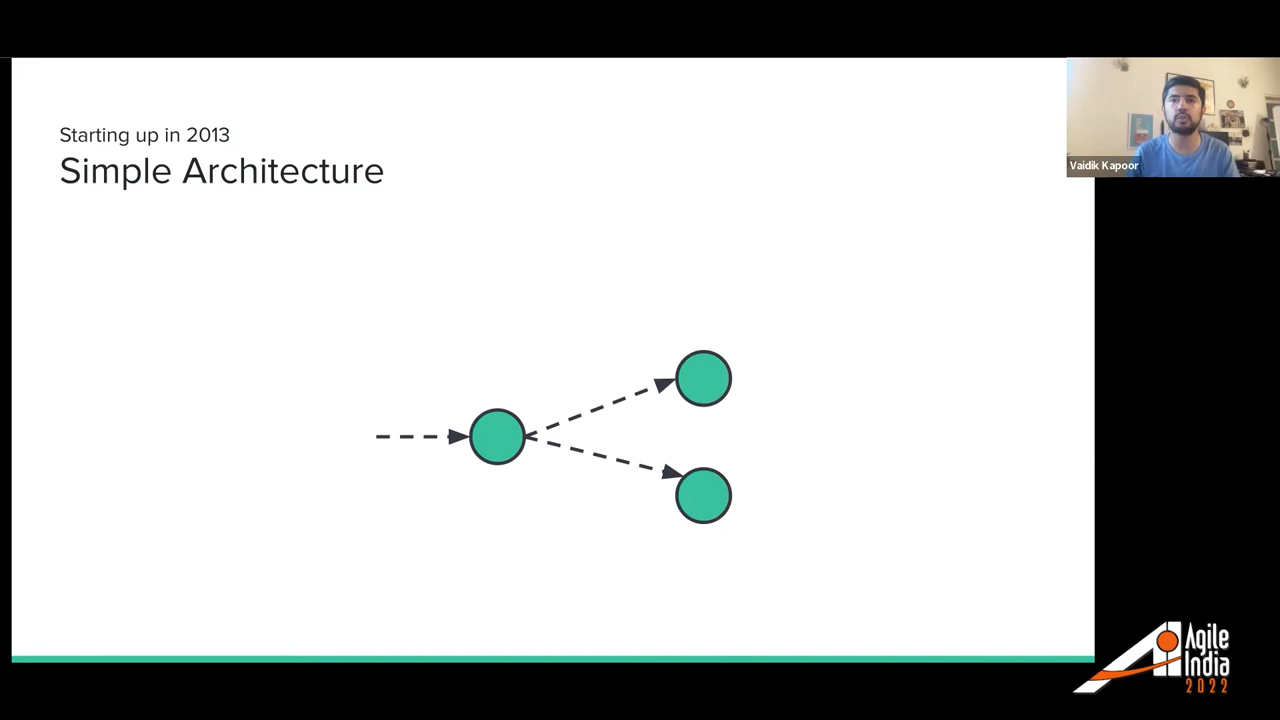 Starting up in 2013
Simple Architecture
Vaidik Kapoor
Agile
India
2022